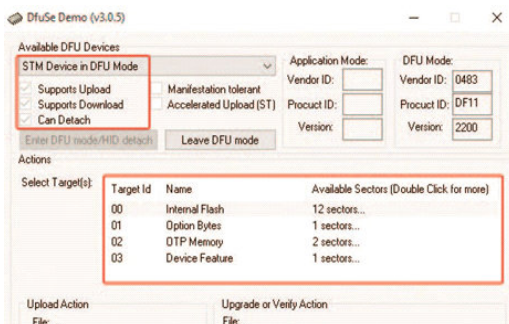 DfuSe Demo (v3.0.5)
Available DFU Devices
STM Device in DFU Mode
Supports Upload
Supports Download
Can Detach
Manifestation tolerant
Accelerated Upload (ST)
Enter DFU mode/HID detach
Leave DFU mode
Application Mode:
Vendor ID:
Procuct ID:
Version:
DFU Mode:
Vendor ID: 0483
Procuct ID: DF11
Version: 2200
Actions
Select Target(s):
Target Id Name Available Sectors (Double Click for more)
00 Internal Flash 12 sectors...
01 Option Bytes 1 sectors...
02 OTP Memory 2 sectors...
03 Device Feature 1 sectors...
Upload Action
File:
Upgrade or Verify Action
File: